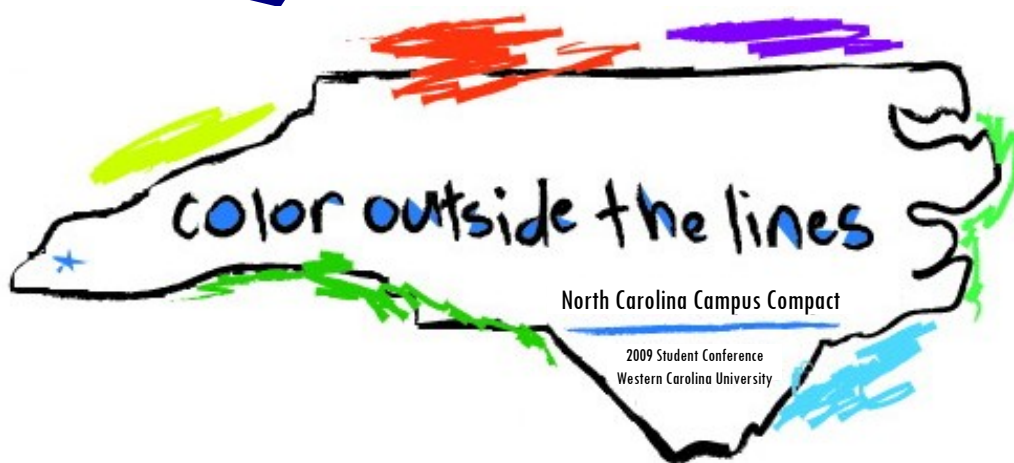 color outside the lines
North Carolina Campus Compact
2009 Student Conference
Western Carolina University